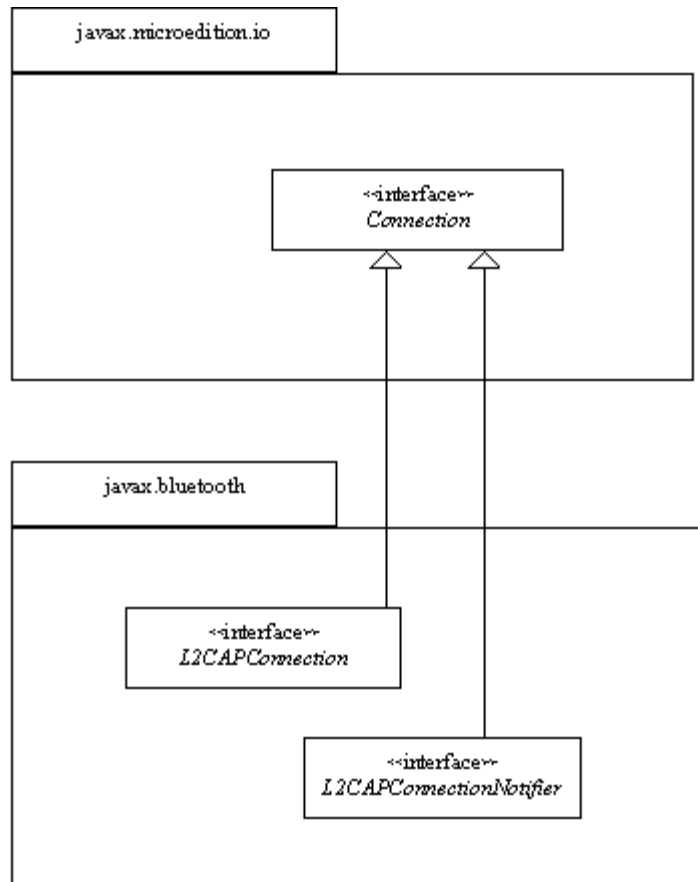 javax.microedition.io
<<interface>>
Connection
javax.bluetooth
<<interface>>
L2CAPConnection
<<interface>>
L2CAPConnectionNotifier